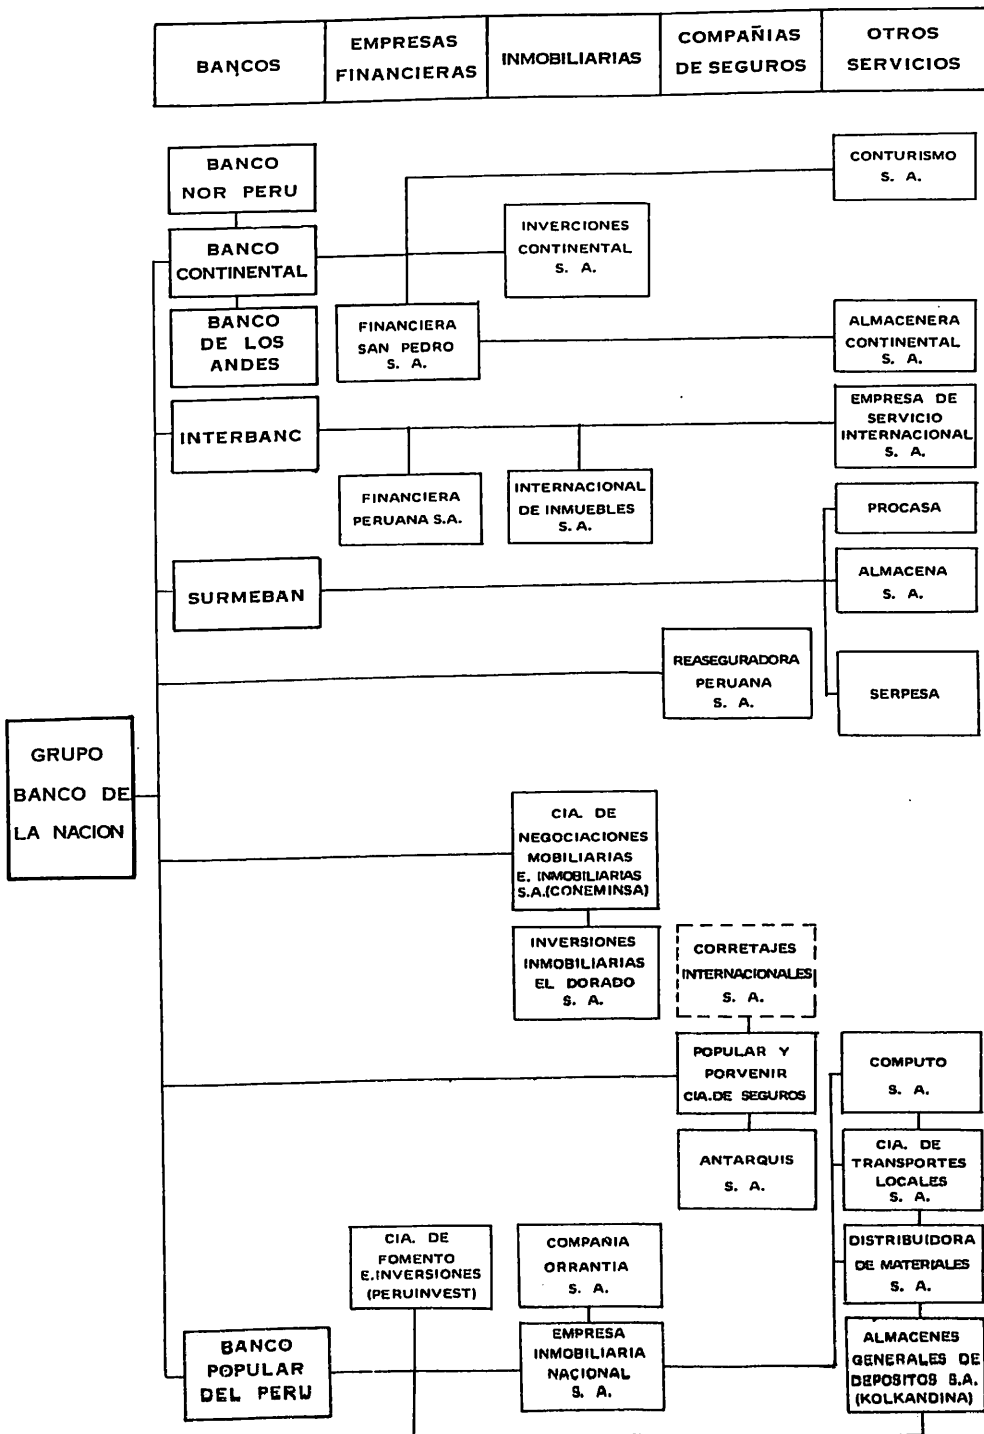 BANCOS
EMPRESAS
FINANCIERAS
INMOBILIARIAS
COMPAÑIAS
DE SEGUROS
OTROS
SERVICIOS
BANCO
NOR PERU
CONTURISMO
S. A.
BANCO
CONTINENTAL
INVERCIONES
CONTINENTAL
S. A.
BANCO
DE LOS
ANDES
FINANCIERA
SAN PEDRO
S. A.
ALMACENERA
CONTINENTAL
S. A.
INTERBANC
EMPRESA DE
SERVICIO
INTERNACIONAL
S. A.
FINANCIERA
PERUANA S.A.
INTERNACIONAL
DE INMUEBLES
S. A.
PROCASA
SURMEBAN
ALMACENA
S. A.
REASEGURADORA
PERUANA
S. A.
SERPESA
GRUPO
BANCO DE
LA NACION
CIA. DE
NEGOCIACIONES
MOBILIARIAS
E. INMOBILIARIAS
S.A.(CONEMINSA)
INVERSIONES
INMOBILIARIAS
EL DORADO
S. A.
CORRETAJES
INTERNACIONALES
S. A.
POPULAR Y
PORVENIR
CIA.DE SEGUROS
COMPUTO
S. A.
ANTARQUIS
S. A.
CIA. DE
TRANSPORTES
LOCALES
S. A.
CIA. DE
FOMENTO
E.INVERSIONES
(PERUINVEST)
COMPAÑIA
ORRANTIA
S. A.
DISTRIBUIDORA
DE MATERIALES
S. A.
BANCO
POPULAR
DEL PERU
EMPRESA
INMOBILIARIA
NACIONAL
S. A.
ALMACENES
GENERALES DE
DEPOSITOS S.A.
(KOLKANDINA)